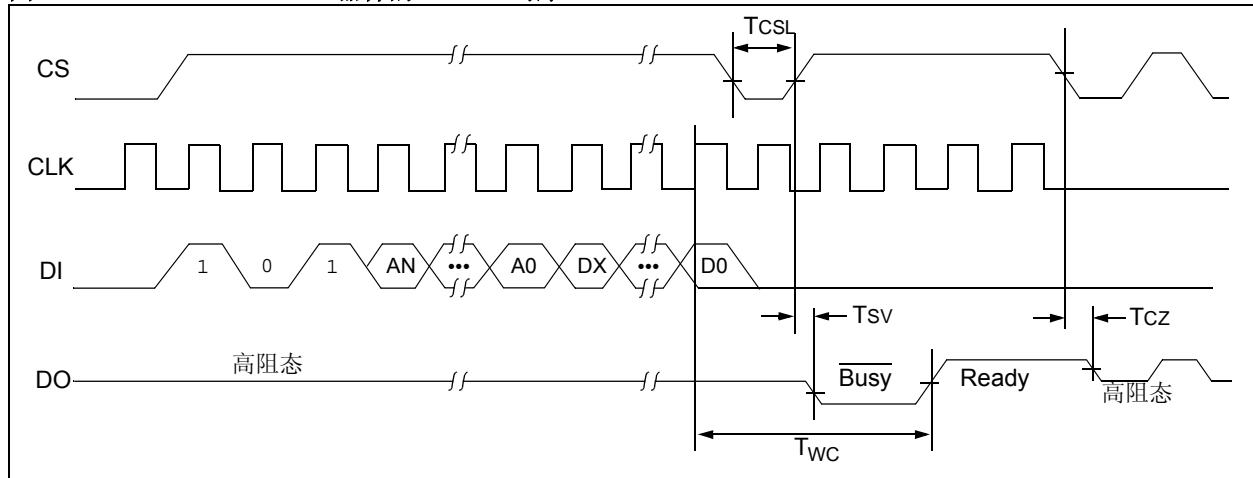 TCSL
CS
CLK
DI 1 0 1 AN ••• A0 DX ••• D0
TSV TCZ
高阻态
DO Busy Ready
高阻态
TWC